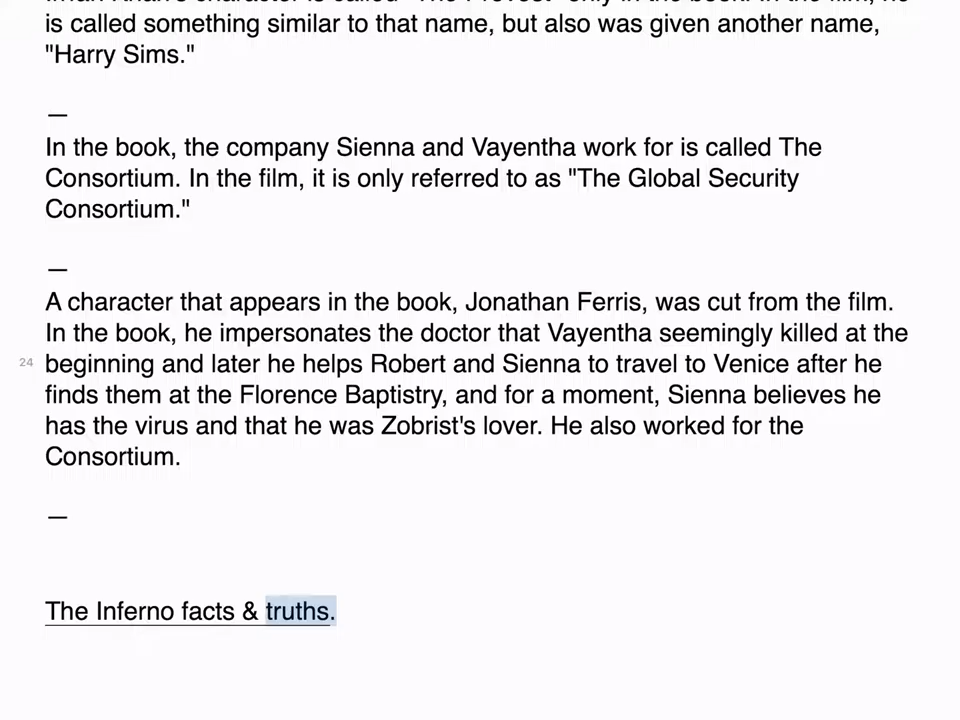 is called something similar to that name, but also was given another name,
"Harry Sims."
—
In the book, the company Sienna and Vayentha work for is called The
Consortium. In the film, it is only referred to as "The Global Security
Consortium."
—
A character that appears in the book, Jonathan Ferris, was cut from the film.
In the book, he impersonates the doctor that Vayentha seemingly killed at the
24 beginning and later he helps Robert and Sienna to travel to Venice after he
finds them at the Florence Baptistry, and for a moment, Sienna believes he
has the virus and that he was Zobrist's lover. He also worked for the
Consortium.
—
The Inferno facts & truths.